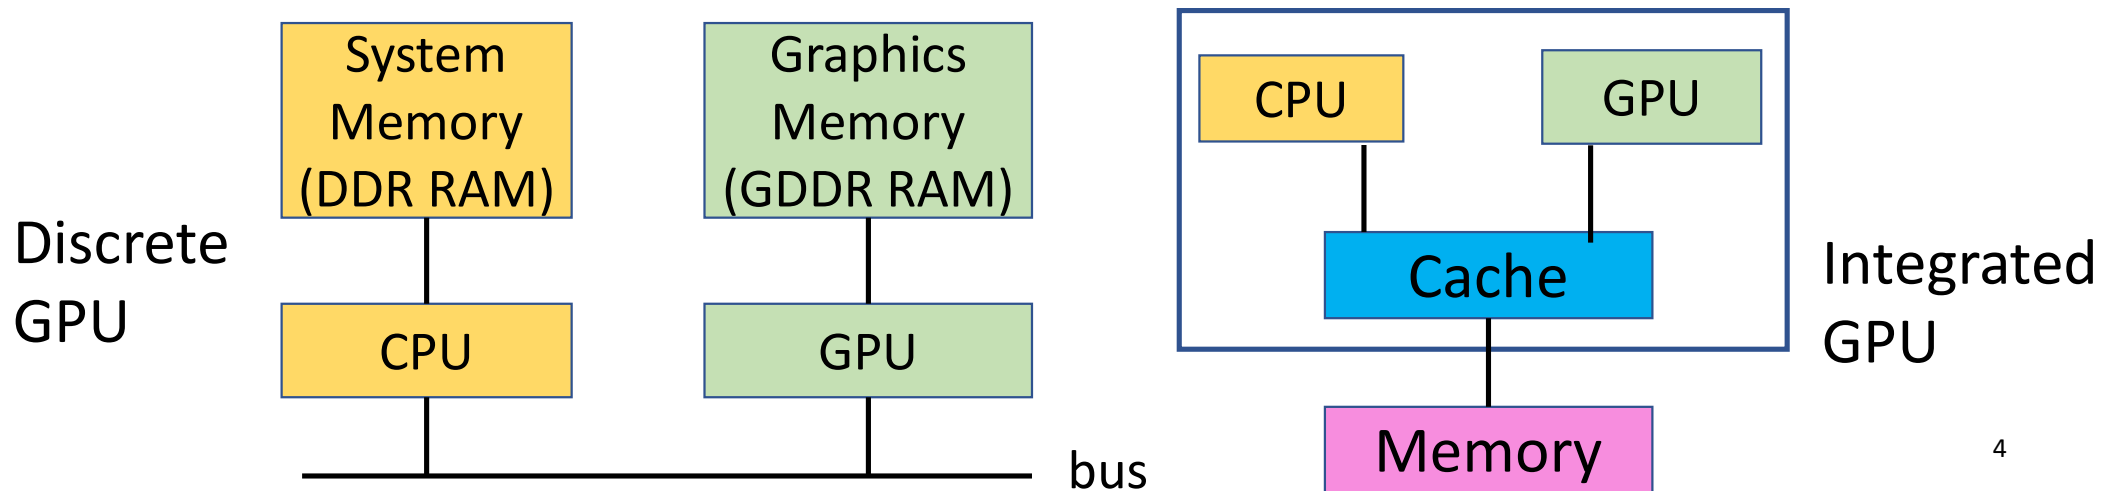 Discrete
GPU
System
Memory
(DDR RAM)
Graphics
Memory
(GDDR RAM)
CPU
GPU
bus
CPU
GPU
Cache
Memory
Integrated
GPU
4